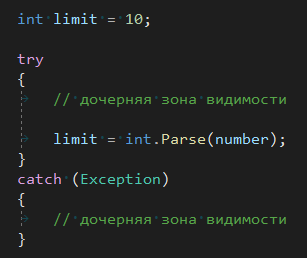 int limit = 10;
try
{
// дочерняя зона видимости
limit = int.Parse(number);
}
catch (Exception)
{
// дочерняя зона видимости
}